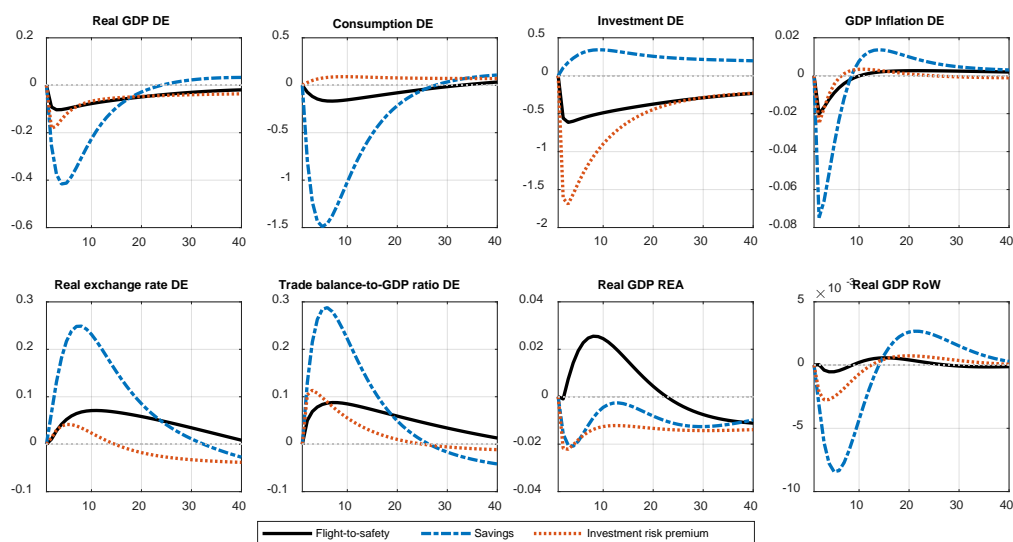 Real GDP DE
Consumption DE
Investment DE
GDP Inflation DE
0.2
0
-0.2
-0.4
-0.6
10 20 30 40
0.5
0
-0.5
-1
-1.5
10 20 30 40
0.5
0
-0.5
-1
-1.5
-2
10 20 30 40
0.02
0
-0.02
-0.04
-0.06
-0.08
10 20 30 40
Real exchange rate DE
Trade balance-to-GDP ratio DE
Real GDP REA
× 10⁻³ Real GDP RoW
0.3
0.2
0.1
0
-0.1
10 20 30 40
0.3
0.2
0.1
0
-0.1
10 20 30 40
0.04
0.02
0
-0.02
-0.04
10 20 30 40
5
0
-5
-10
10 20 30 40
Flight-to-safety Savings Investment risk premium